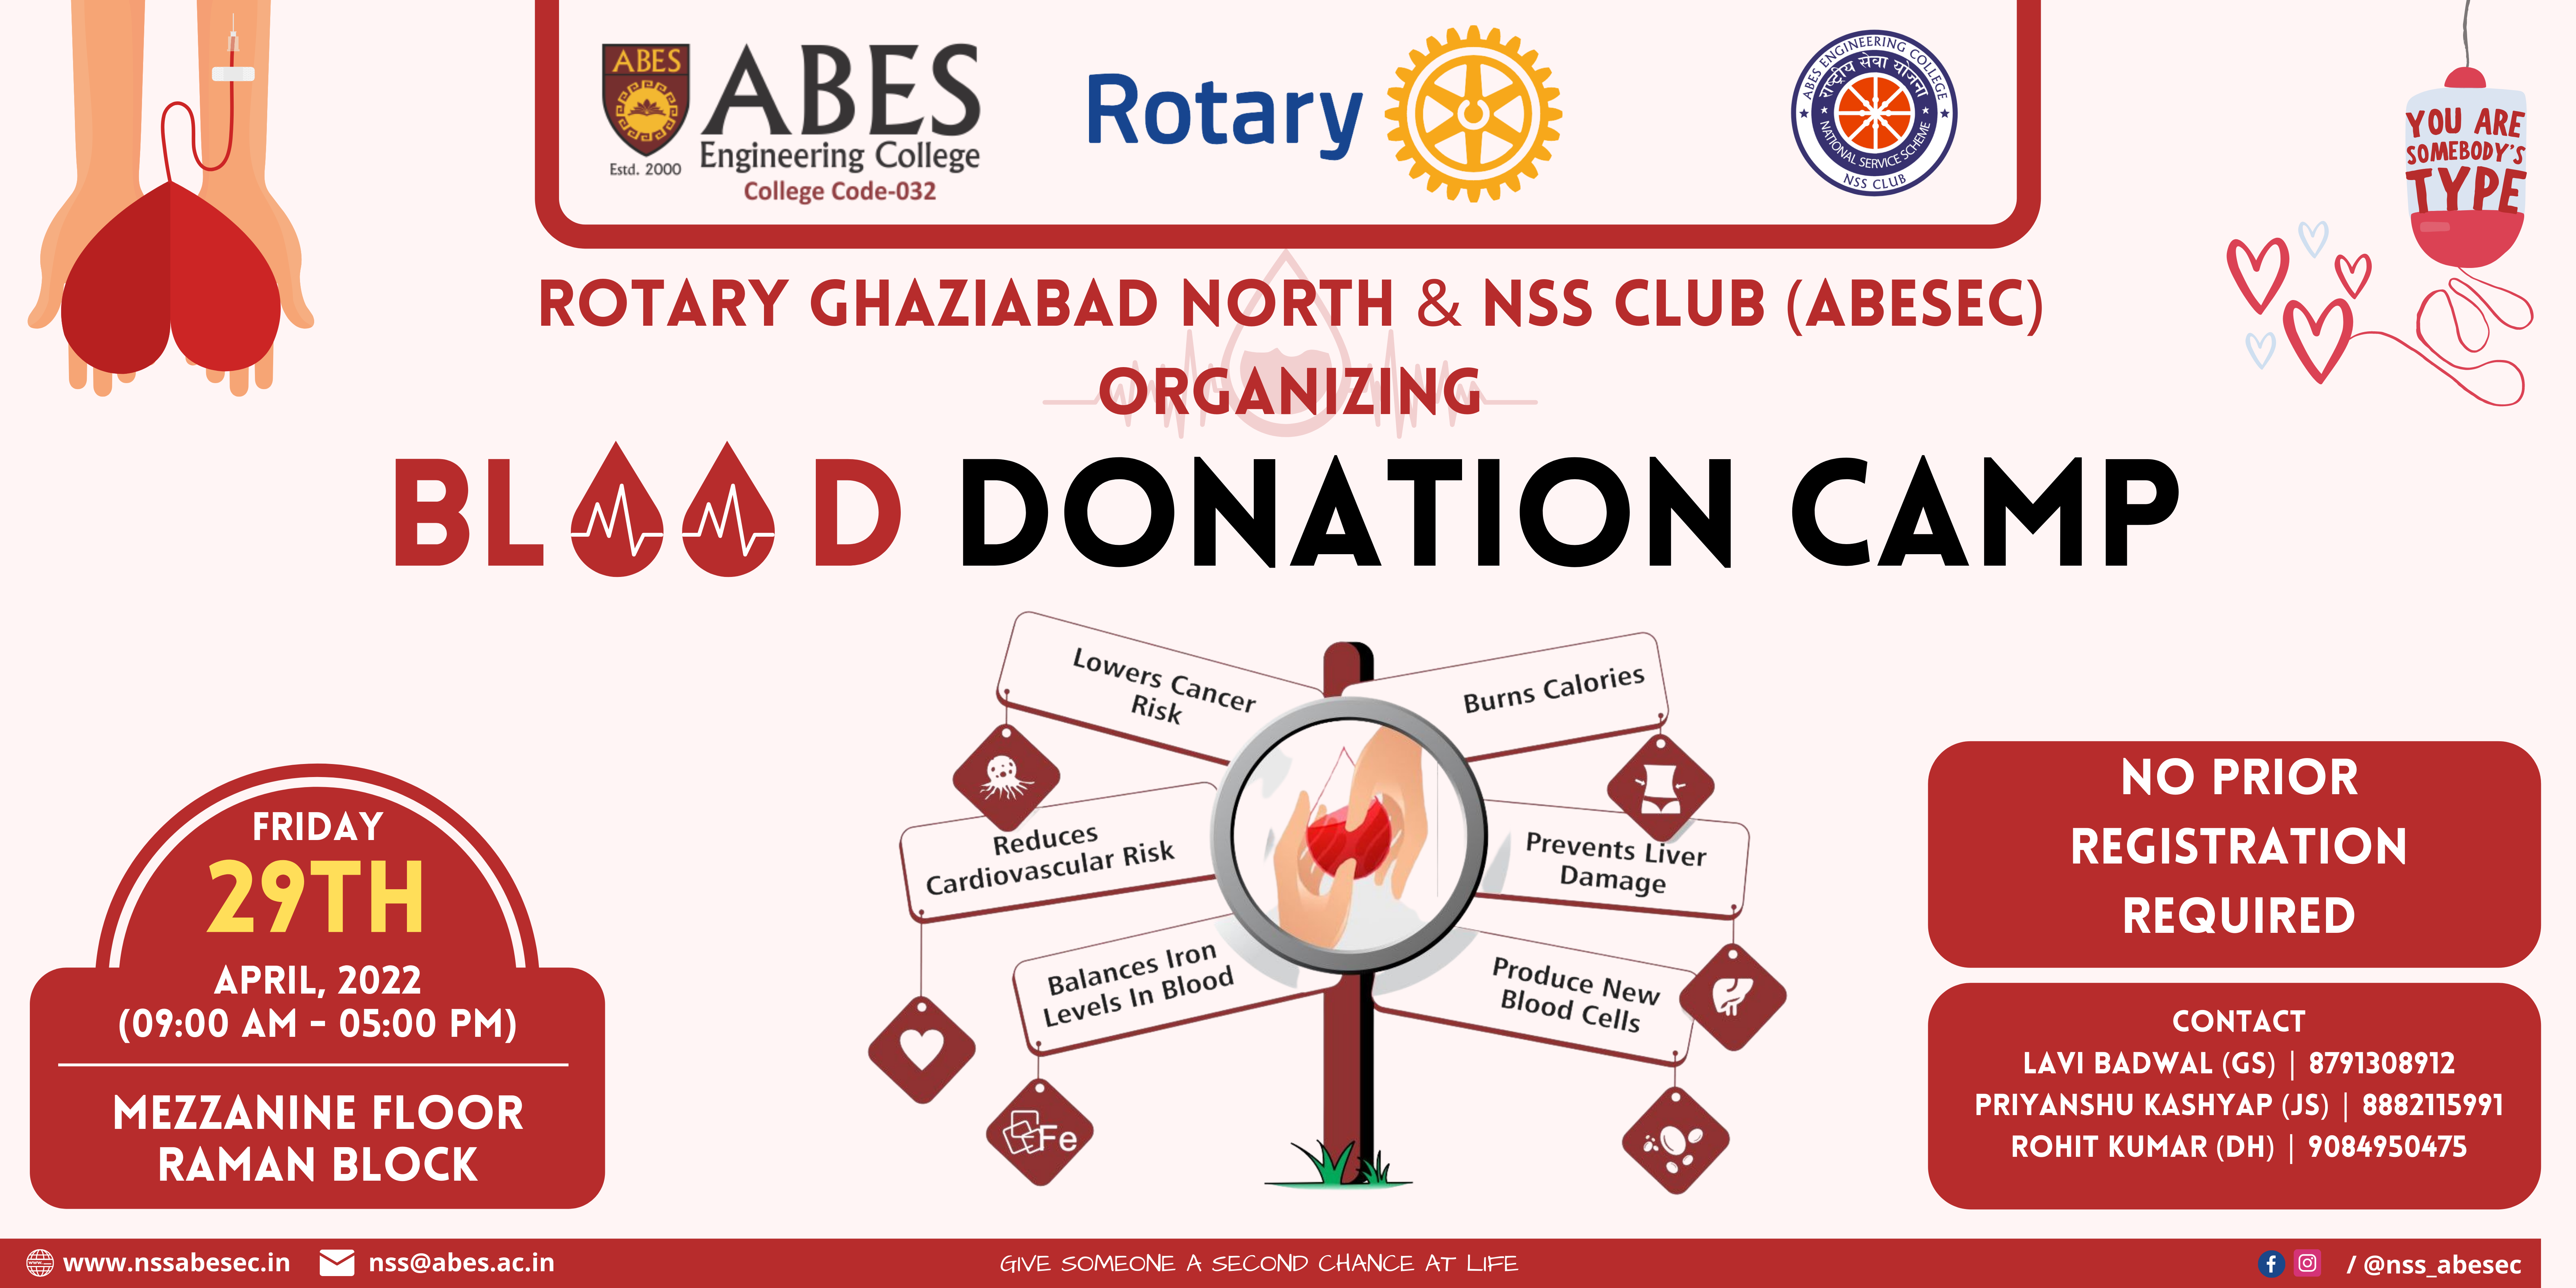 ABES
Estd. 2000
ABES
Engineering College
College Code-032
Rotary
ABES ENGINEERING COLLEGE
राष्ट्रीय सेवा योजना
NATIONAL SERVICE SCHEME
NSS CLUB
YOU ARE
SOMEBODY'S
TYPE
ROTARY GHAZIABAD NORTH & NSS CLUB (ABESEC)
ORGANIZING
BLOOD DONATION CAMP
Lowers Cancer
Risk
Burns Calories
Reduces
Cardiovascular Risk
Prevents Liver
Damage
Balances Iron
Levels In Blood
Produce New
Blood Cells
Fe
FRIDAY
29TH
APRIL, 2022
(09:00 AM - 05:00 PM)
MEZZANINE FLOOR
RAMAN BLOCK
NO PRIOR
REGISTRATION
REQUIRED
CONTACT
LAVI BADWAL (GS) | 8791308912
PRIYANSHU KASHYAP (JS) | 8882115991
ROHIT KUMAR (DH) | 9084950475
www.nssabesec.in nss@abes.ac.in
GIVE SOMEONE A SECOND CHANCE AT LIFE
/ @nss_abesec